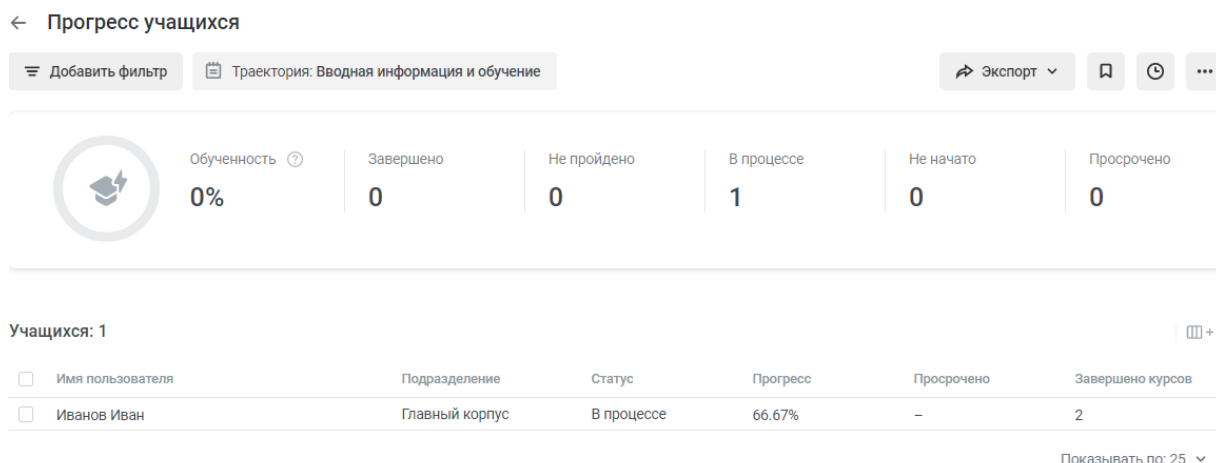 Прогресс учащихся
Добавить фильтр Траектория: Вводная информация и обучение Экспорт
Обученность Завершено Не пройдено В процессе Не начато Просрочено
0% 0 0 1 0 0
Учащихся: 1
Имя пользователя Подразделение Статус Прогресс Просрочено Завершено курсов
Иванов Иван Главный корпус В процессе 66.67% – 2
Показывать по: 25